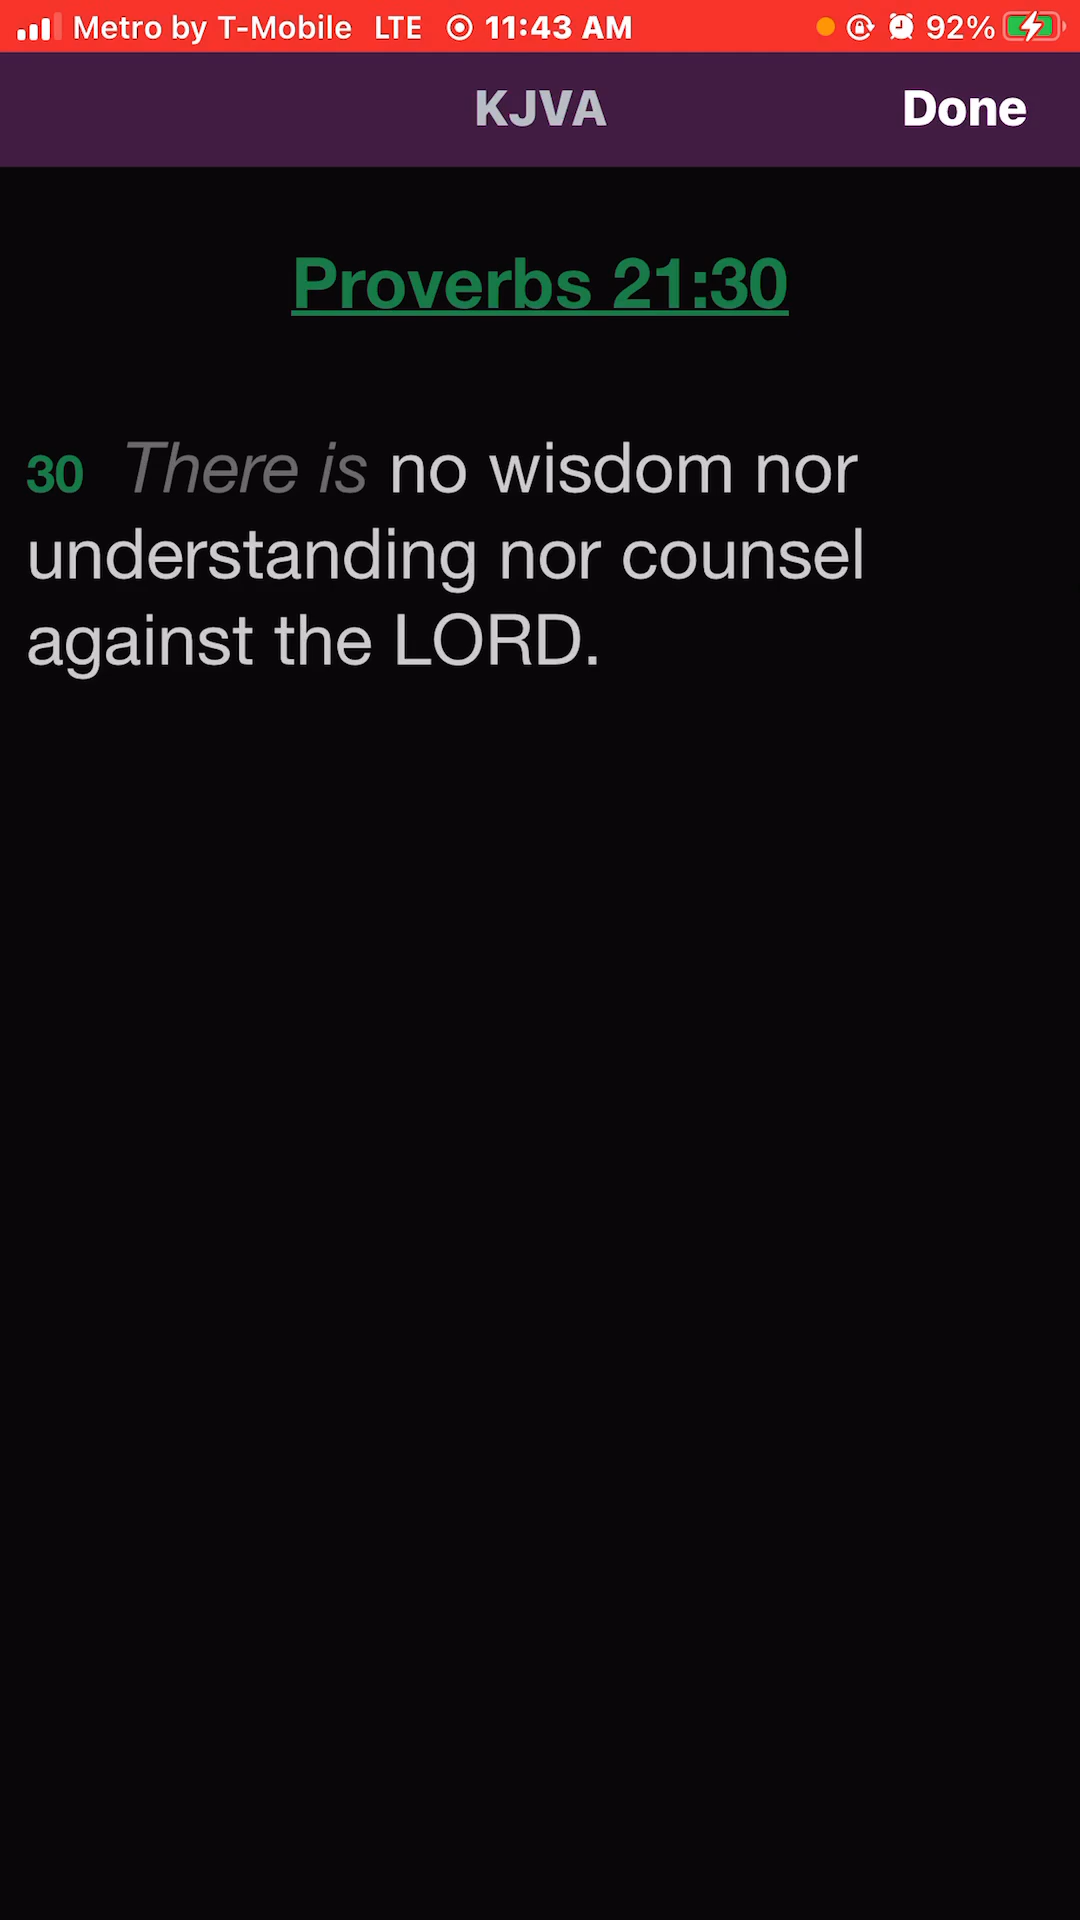 Metro by T-Mobile LTE 11:43 AM 92%
KJVA Done
Proverbs 21:30
30 There is no wisdom nor
understanding nor counsel
against the LORD.